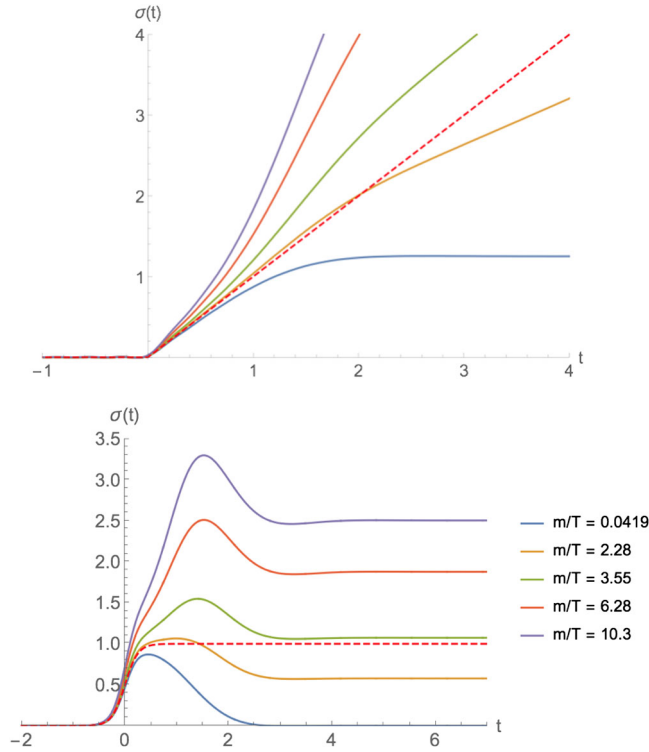 σ(t)
4
3
2
1
−1
1
2
3
4
t
σ(t)
3.5
3.0
2.5
2.0
1.5
1.0
0.5
−2
0
2
4
6
t
m/T = 0.0419
m/T = 2.28
m/T = 3.55
m/T = 6.28
m/T = 10.3